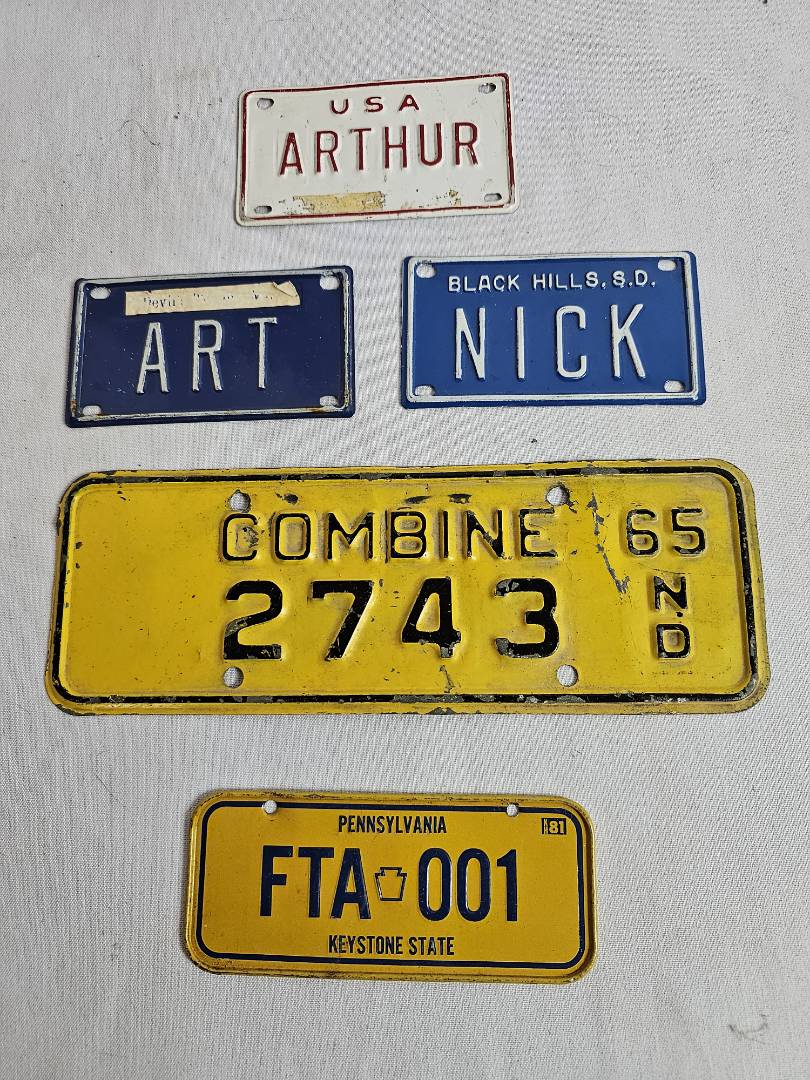 USA
ARTHUR
ART
BLACK HILLS, S.D.
NICK
COMBINE 65
2743 N.D
PENNSYLVANIA 81
FTA 001
KEYSTONE STATE